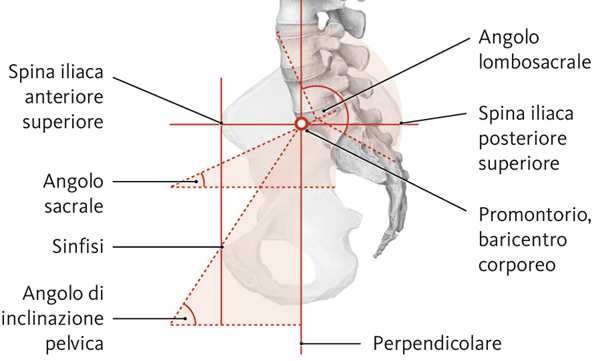 Spina iliaca
anteriore
superiore
Angolo
sacrale
Sinfisi
Angolo di
inclinazione
pelvica
Angolo
lombosacrale
Spina iliaca
posteriore
superiore
Promontorio,
baricentro
corporeo
Perpendicolare